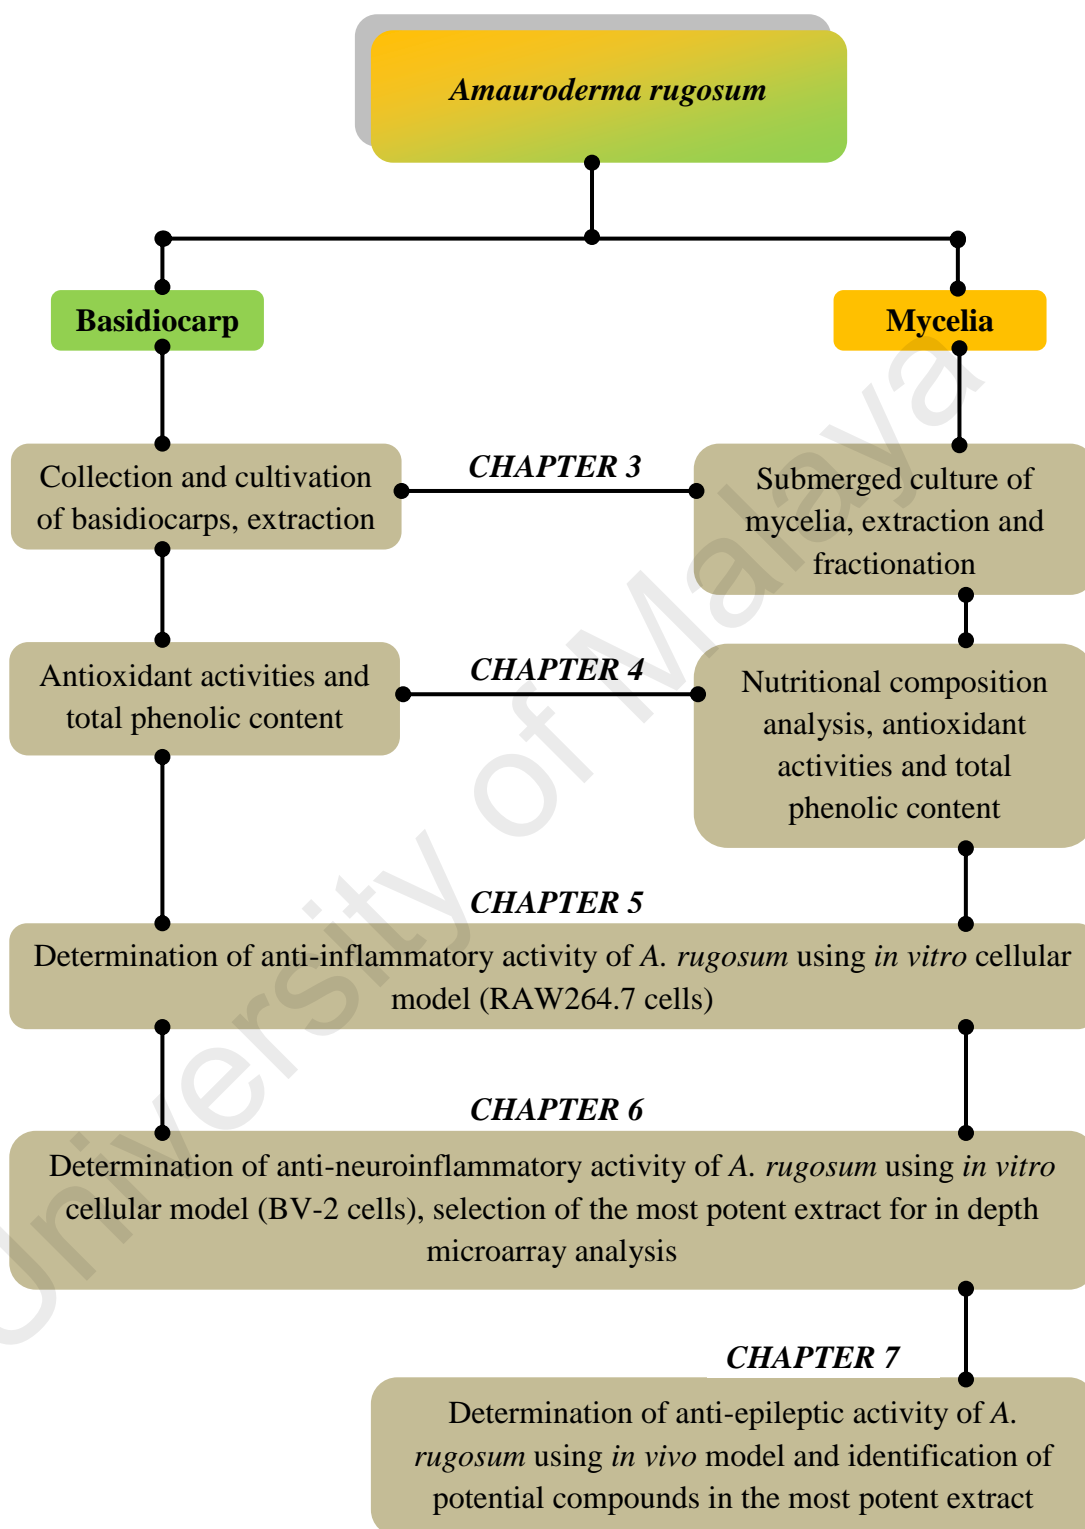 Amauroderma rugosum
Basidiocarp
Mycelia
Collection and cultivation
of basidiocarps, extraction
CHAPTER 3
Submerged culture of
mycelia, extraction and
fractionation
Antioxidant activities and
total phenolic content
CHAPTER 4
Nutritional composition
analysis, antioxidant
activities and total
phenolic content
CHAPTER 5
Determination of anti-inflammatory activity of A. rugosum using in vitro cellular
model (RAW264.7 cells)
CHAPTER 6
Determination of anti-neuroinflammatory activity of A. rugosum using in vitro
cellular model (BV-2 cells), selection of the most potent extract for in depth
microarray analysis
CHAPTER 7
Determination of anti-epileptic activity of A.
rugosum using in vivo model and identification of
potential compounds in the most potent extract
University of Malaya